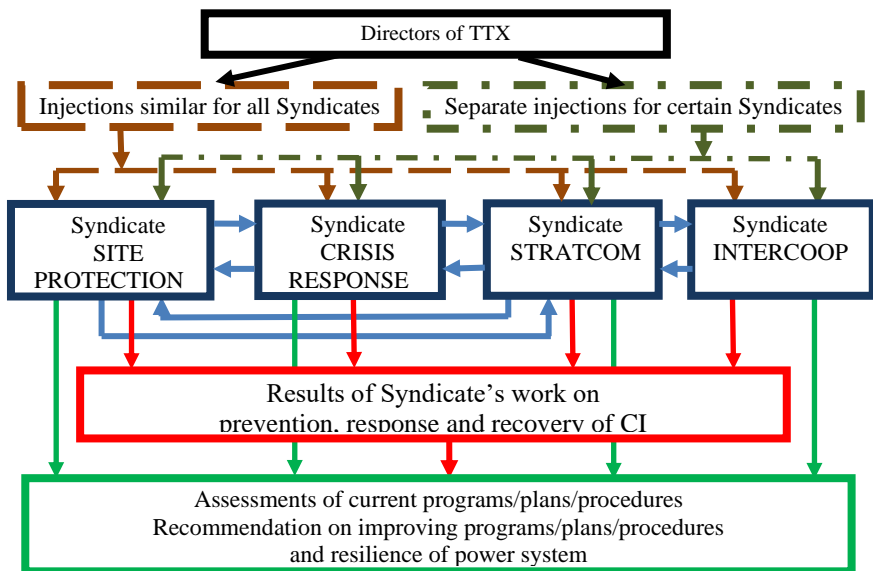 Directors of TTX
Injections similar for all Syndicates
Separate injections for certain Syndicates
Syndicate
SITE
PROTECTION
Syndicate
CRISIS
RESPONSE
Syndicate
STRATCOM
Syndicate
INTERCOOP
Results of Syndicate’s work on
prevention, response and recovery of CI
Assessments of current programs/plans/procedures
Recommendation on improving programs/plans/procedures
and resilience of power system